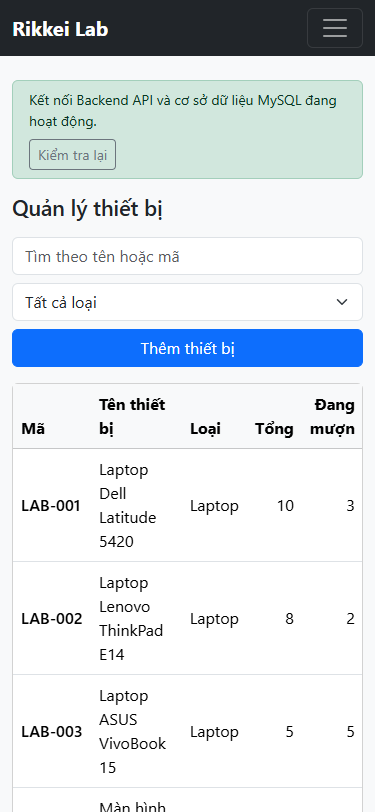 Rikkei Lab
Kết nối Backend API và cơ sở dữ liệu MySQL đang
hoạt động.
Kiểm tra lại
Quản lý thiết bị
Tìm theo tên hoặc mã
Tất cả loại
Thêm thiết bị
Mã Tên thiết bị Loại Tổng Đang mượn
LAB-001 Laptop Dell Latitude 5420 Laptop 10 3
LAB-002 Laptop Lenovo ThinkPad E14 Laptop 8 2
LAB-003 Laptop ASUS VivoBook 15 Laptop 5 5
Màn hình